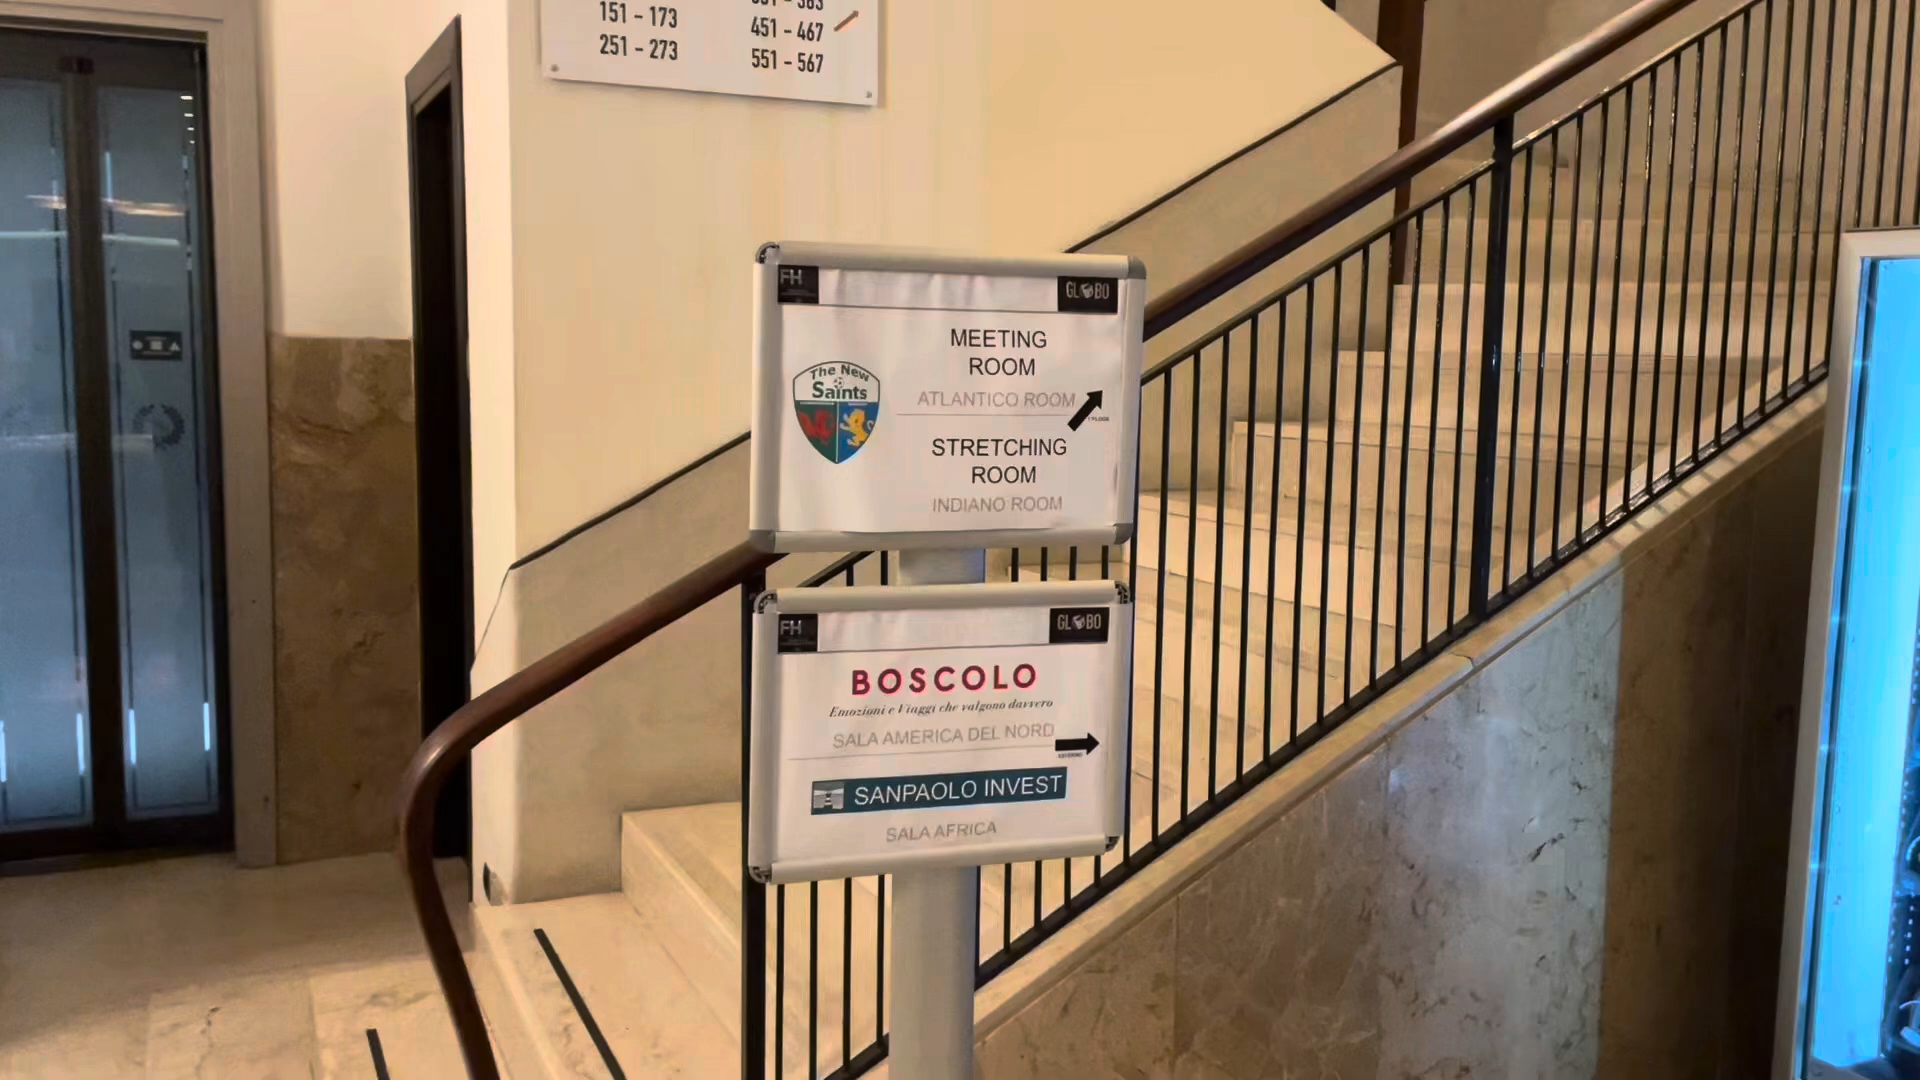 151 - 173
451 - 467
251 - 273
551 - 567
FH
GLOBO
MEETING
ROOM
ATLANTICO ROOM
The New
Saints
STRETCHING
ROOM
INDIANO ROOM
FH
GLOBO
BOSCOLO
Emozioni e Viaggi che valgono davvero
SALA AMERICA DEL NORD
SANPAOLO INVEST
SALA AFRICA